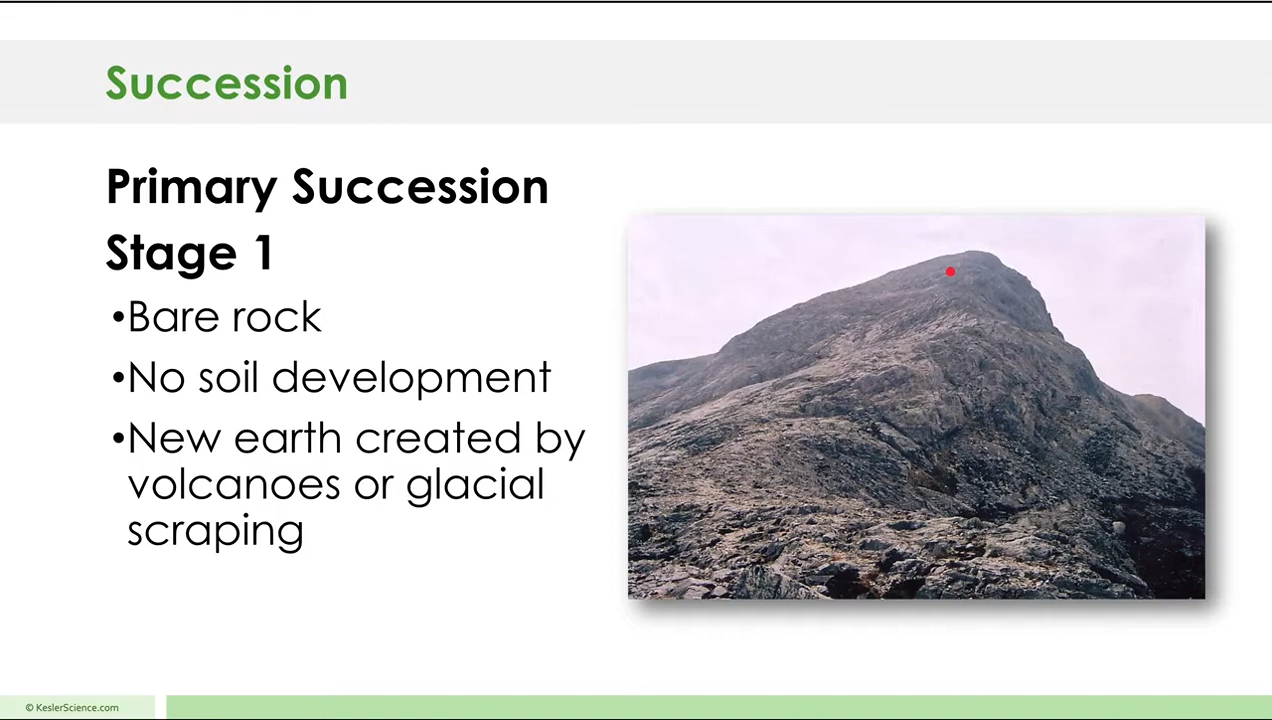 Succession
Primary Succession
Stage 1
•Bare rock
•No soil development
•New earth created by
volcanoes or glacial
scraping
© KeslerScience.com